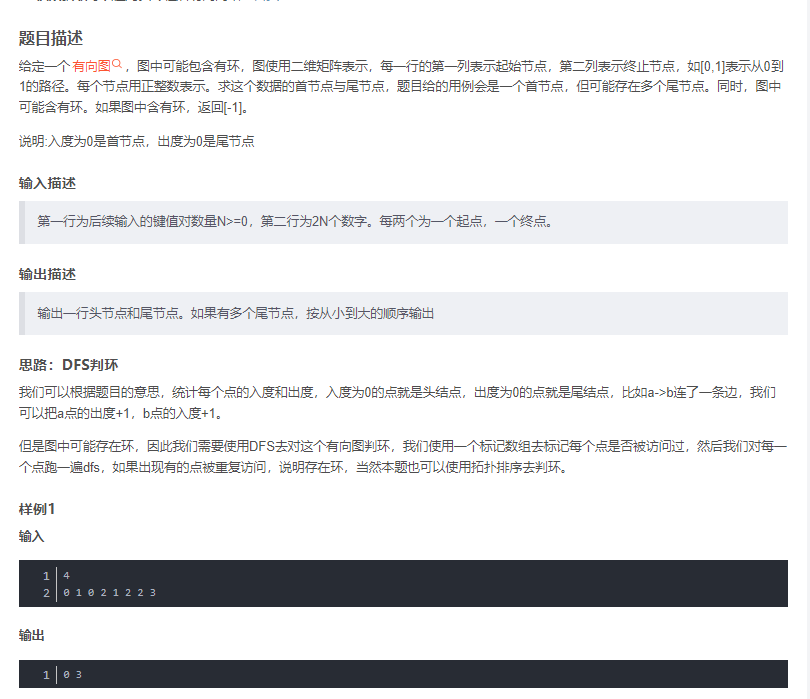 题目描述
给定一个 有向图 ，图中可能包含有环，图使用二维矩阵表示，每一行的第一列表示起始节点，第二列表示终止节点，如[0,1]表示从0到
1的路径。每个节点用正整数表示。求这个数据的首节点与尾节点，题目给的用例会是一个首节点，但可能存在多个尾节点。同时，图中
可能含有环。如果图中含有环，返回[-1]。
说明:入度为0是首节点，出度为0是尾节点
输入描述
第一行为后续输入的键值对数量N>=0，第二行为2N个数字。每两个为一个起点，一个终点。
输出描述
输出一行头节点和尾节点。如果有多个尾节点，按从小到大的顺序输出
思路：DFS判环
我们可以根据题目的意思，统计每个点的入度和出度，入度为0的点就是头结点，出度为0的点就是尾结点，比如a->b连了一条边，我们
可以把a点的出度+1，b点的入度+1。
但是图中可能存在环，因此我们需要使用DFS去对这个有向图判环，我们使用一个标记数组去标记每个点是否被访问过，然后我们对每一
个点跑一遍dfs，如果出现有的点被重复访问，说明存在环，当然本题也可以使用拓扑排序去判环。
样例1
输入
1 4
2 0 1 0 2 1 2 2 3
输出
1 0 3